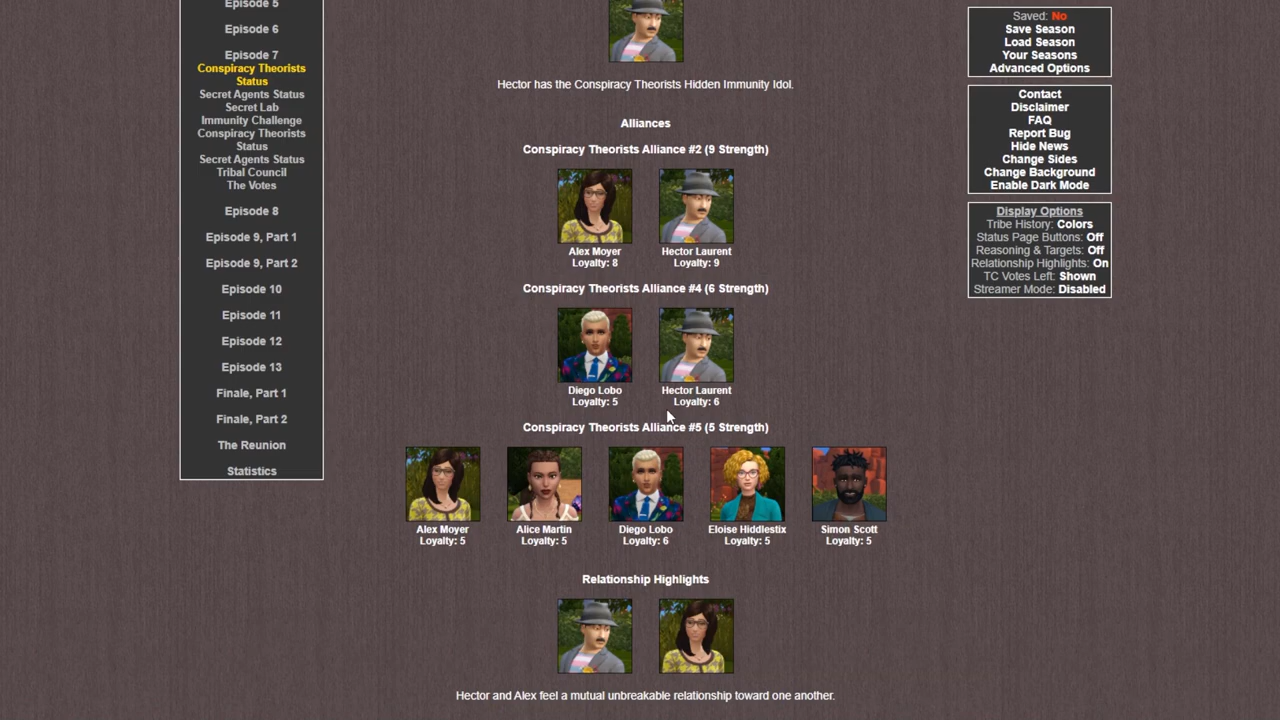 Episode 5
Episode 6
Episode 7
Conspiracy Theorists
Status
Secret Agents Status
Secret Lab
Immunity Challenge
Conspiracy Theorists
Status
Secret Agents Status
Tribal Council
The Votes
Episode 8
Episode 9, Part 1
Episode 9, Part 2
Episode 10
Episode 11
Episode 12
Episode 13
Finale, Part 1
Finale, Part 2
The Reunion
Statistics
Hector has the Conspiracy Theorists Hidden Immunity Idol.
Alliances
Conspiracy Theorists Alliance #2 (9 Strength)
Alex Moyer
Loyalty: 8
Hector Laurent
Loyalty: 9
Conspiracy Theorists Alliance #4 (6 Strength)
Diego Lobo
Loyalty: 5
Hector Laurent
Loyalty: 6
Conspiracy Theorists Alliance #5 (5 Strength)
Alex Moyer
Loyalty: 5
Alice Martin
Loyalty: 5
Diego Lobo
Loyalty: 6
Eloise Hiddlestix
Loyalty: 5
Simon Scott
Loyalty: 5
Relationship Highlights
Hector and Alex feel a mutual unbreakable relationship toward one another.
Saved: No
Save Season
Load Season
Your Seasons
Advanced Options
Contact
Disclaimer
FAQ
Report Bug
Hide News
Change Sides
Change Background
Enable Dark Mode
Display Options
Tribe History: Colors
Status Page Buttons: Off
Reasoning & Targets: Off
Relationship Highlights: On
TC Votes Left: Shown
Streamer Mode: Disabled